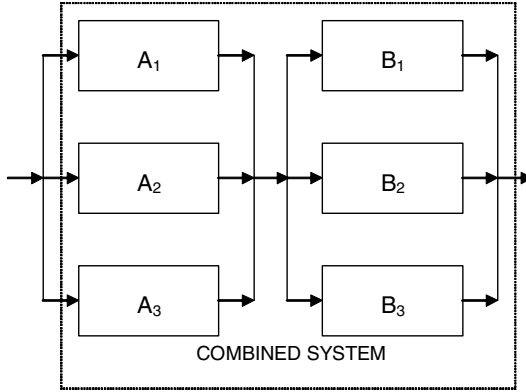 A₁
B₁
A₂
B₂
A₃
B₃
COMBINED SYSTEM